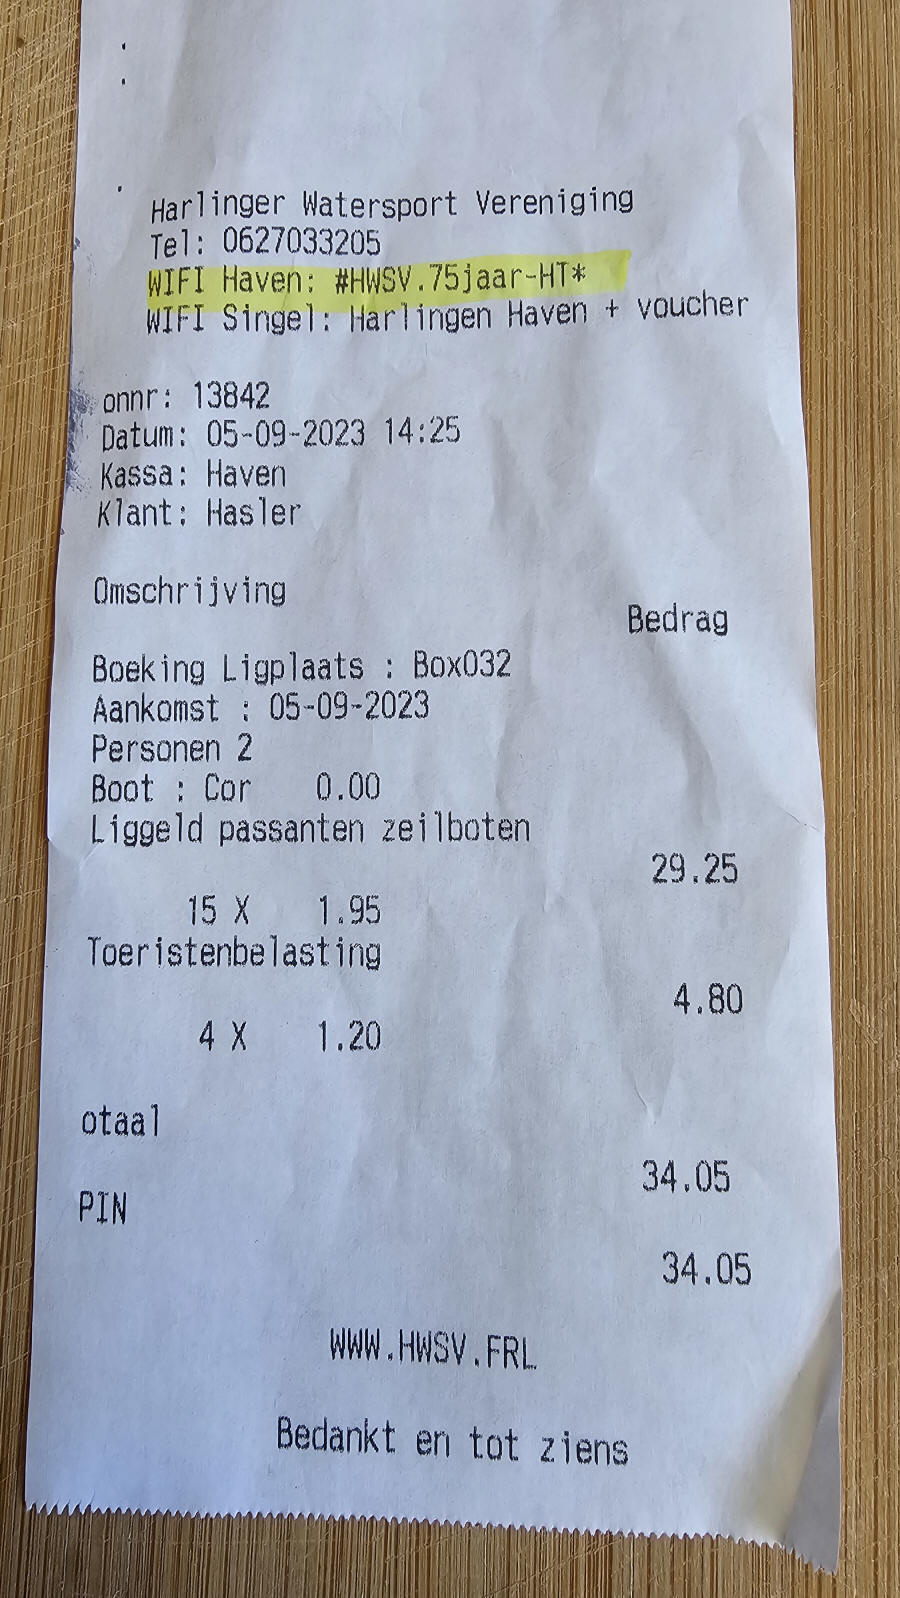 Harlinger Watersport Vereniging
Tel: 0627033205
WIFI Haven: #HWSV.75jaar-HT*
WIFI Singel: Harlingen Haven + voucher
onnr: 13842
Datum: 05-09-2023 14:25
Kassa: Haven
Klant: Hasler
Omschrijving
Bedrag
Boeking Ligplaats : Box032
Aankomst : 05-09-2023
Personen 2
Boot : Cor 0.00
Liggeld passanten zeilboten
29.25
15 X 1.95
Toeristenbelasting
4.80
4 X 1.20
otaal
34.05
PIN
34.05
WWW.HWSV.FRL
Bedankt en tot ziens